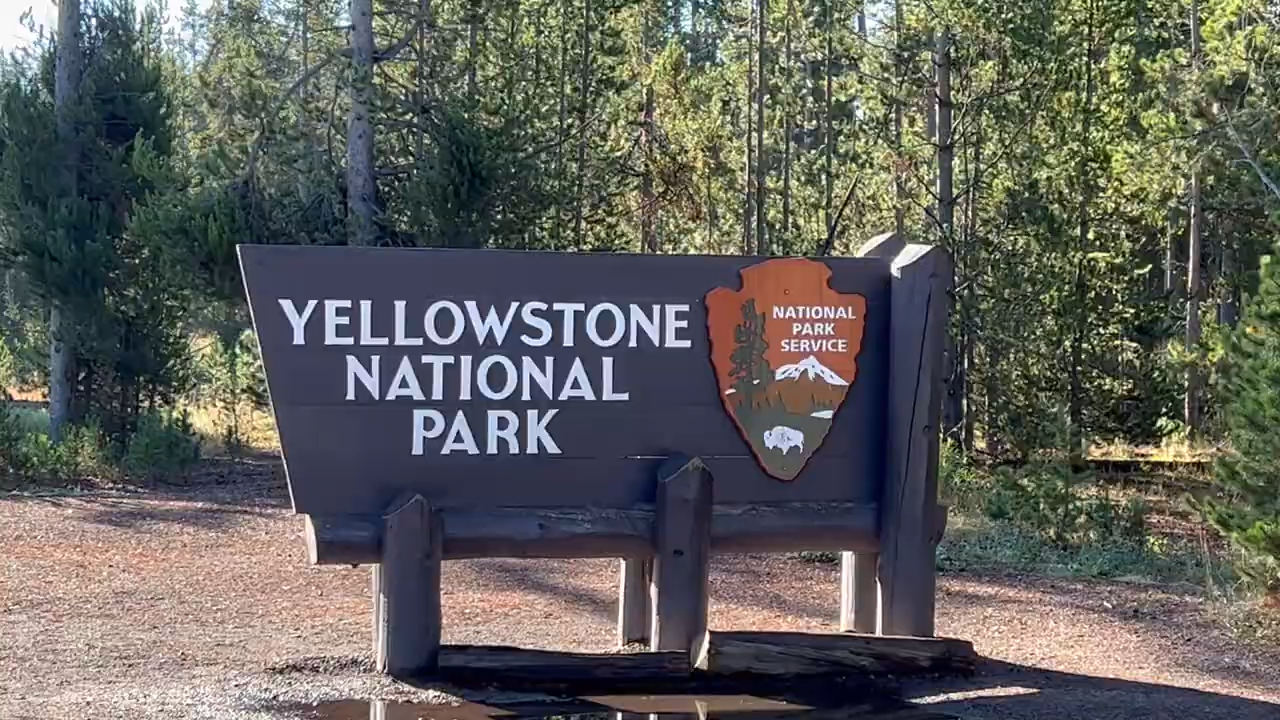 YELLOWSTONE
NATIONAL
PARK
NATIONAL
PARK
SERVICE